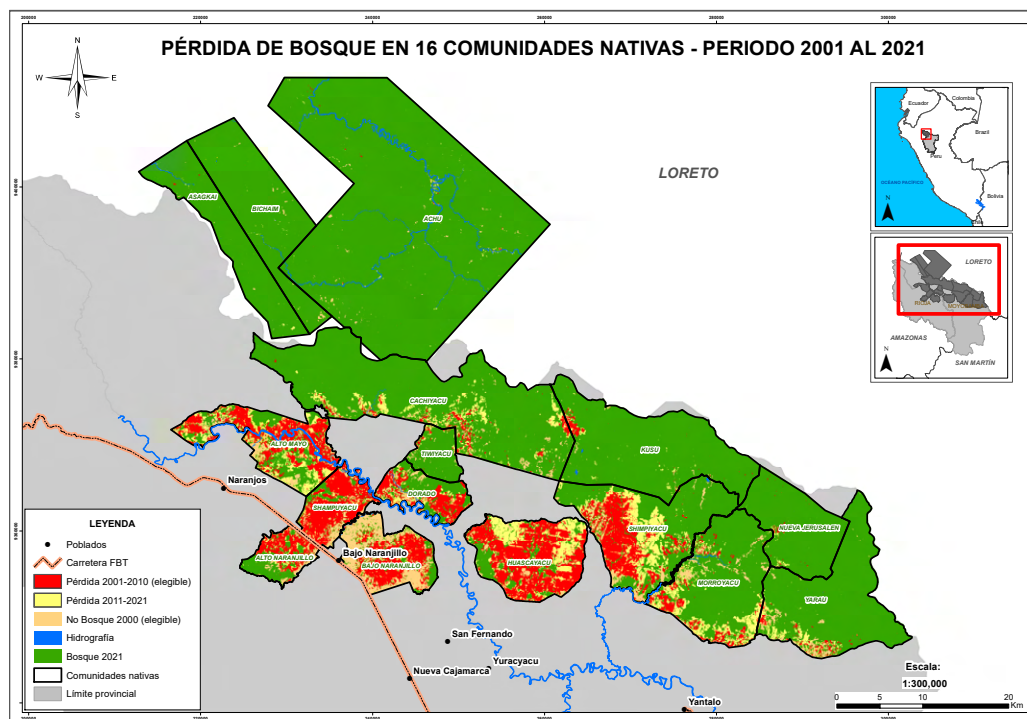 PÉRDIDA DE BOSQUE EN 16 COMUNIDADES NATIVAS - PERIODO 2001 AL 2021
N
W E
S
LORETO
Ecuador
Colombia
Brazil
Peru
OCÉANO PACÍFICO
Bolivia
N
LORETO
RIOJA
AMAZONAS
N
SAN MARTÍN
ASAGKAI
BICHAIM
ACHU
CACHIYACU
KUSU
ALTO MAYO
TIWIYACU
DORADO
Naranjos
SHAMPUYACU
SHIMPIYACU
NUEVA JERUSALEN
ALTO NARANJILLO
Bajo Naranjillo
BAJO NARANJILLO
HUASCAYACU
MORROYACU
YARAU
San Fernando
Yuracyacu
Nueva Cajamarca
Yantalo
LEYENDA
Poblados
Carretera FBT
Pérdida 2001-2010 (elegible)
Pérdida 2011-2021
No Bosque 2000 (elegible)
Hidrografía
Bosque 2021
Comunidades nativas
Límite provincial
Escala:
1:300,000
0 5 10 20
Km